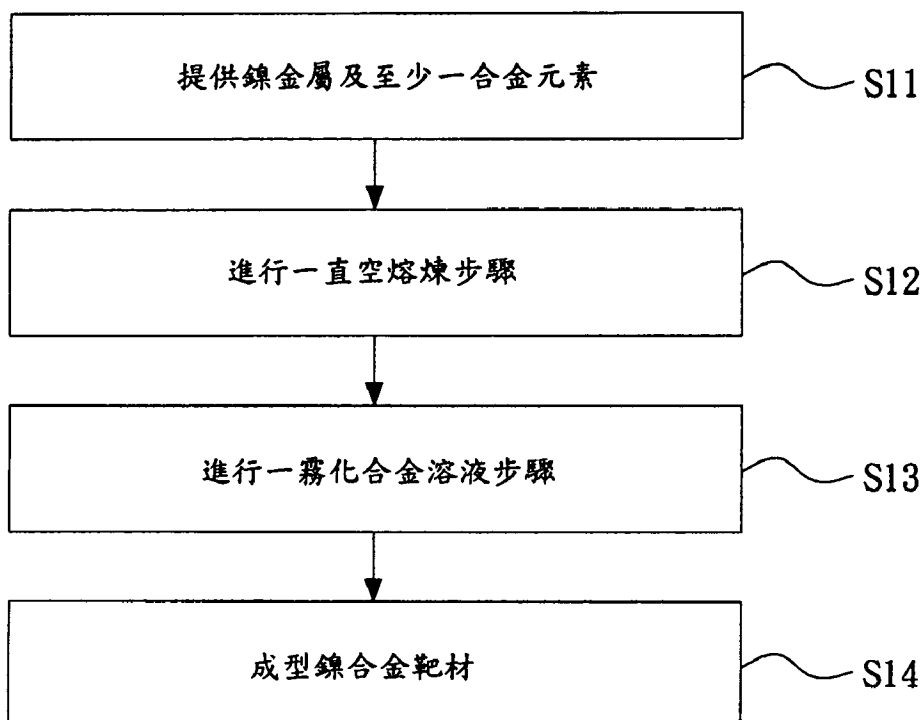 提供鎳金屬及至少一合金元素
S11
進行一直空熔煉步驟
S12
進行一霧化合金溶液步驟
S13
成型鎳合金靶材
S14